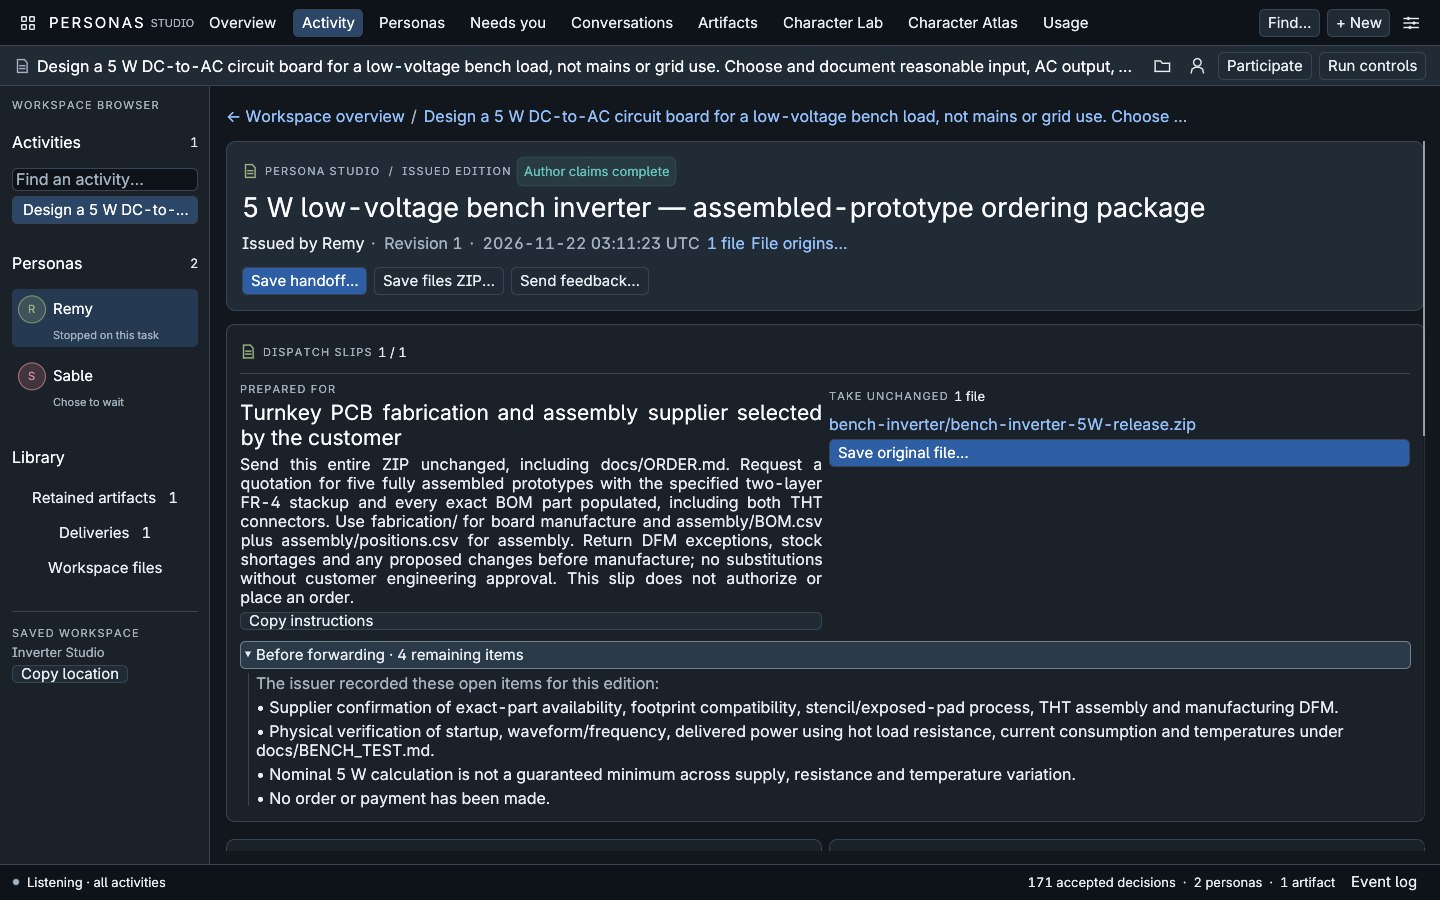 PERSONAS STUDIO Overview Activity Personas Needs you Conversations Artifacts Character Lab Character Atlas Usage Find... + New
Design a 5 W DC-to-AC circuit board for a low-voltage bench load, not mains or grid use. Choose and document reasonable input, AC output, ... Participate Run controls
WORKSPACE BROWSER
Activities 1
Find an activity...
Design a 5 W DC-to-...
Personas 2
R Remy
Stopped on this task
S Sable
Chose to wait
Library
Retained artifacts 1
Deliveries 1
Workspace files
SAVED WORKSPACE
Inverter Studio
Copy location
← Workspace overview / Design a 5 W DC-to-AC circuit board for a low-voltage bench load, not mains or grid use. Choose ...
PERSONA STUDIO / ISSUED EDITION Author claims complete
5 W low-voltage bench inverter — assembled-prototype ordering package
Issued by Remy · Revision 1 · 2026-11-22 03:11:23 UTC 1 file File origins...
Save handoff... Save files ZIP... Send feedback...
DISPATCH SLIPS 1 / 1
PREPARED FOR
Turnkey PCB fabrication and assembly supplier selected
by the customer
Send this entire ZIP unchanged, including docs/ORDER.md. Request a
quotation for five fully assembled prototypes with the specified two-layer
FR-4 stackup and every exact BOM part populated, including both THT
connectors. Use fabrication/ for board manufacture and assembly/BOM.csv
plus assembly/positions.csv for assembly. Return DFM exceptions, stock
shortages and any proposed changes before manufacture; no substitutions
without customer engineering approval. This slip does not authorize or
place an order.
Copy instructions
TAKE UNCHANGED 1 file
bench-inverter/bench-inverter-5W-release.zip
Save original file...
▾ Before forwarding · 4 remaining items
The issuer recorded these open items for this edition:
• Supplier confirmation of exact-part availability, footprint compatibility, stencil/exposed-pad process, THT assembly and manufacturing DFM.
• Physical verification of startup, waveform/frequency, delivered power using hot load resistance, current consumption and temperatures under
docs/BENCH_TEST.md.
• Nominal 5 W calculation is not a guaranteed minimum across supply, resistance and temperature variation.
• No order or payment has been made.
Listening · all activities
171 accepted decisions · 2 personas · 1 artifact Event log